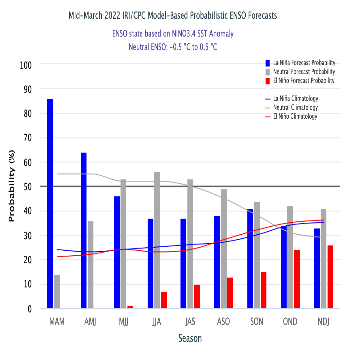 Mid-March 2022 IRI/CPC Model-Based Probabilistic ENSO Forecasts
ENSO state based on NINO3.4 SST Anomaly
Neutral ENSO: -0.5 °C to 0.5 °C
La Niña Forecast Probability
Neutral Forecast Probability
El Niño Forecast Probability
La Niña Climatology
Neutral Climatology
El Niño Climatology
Probability (%)
100
90
80
70
60
50
40
30
20
10
0
MAM AMJ MJJ JJA JAS ASO SON OND NDJ
Season